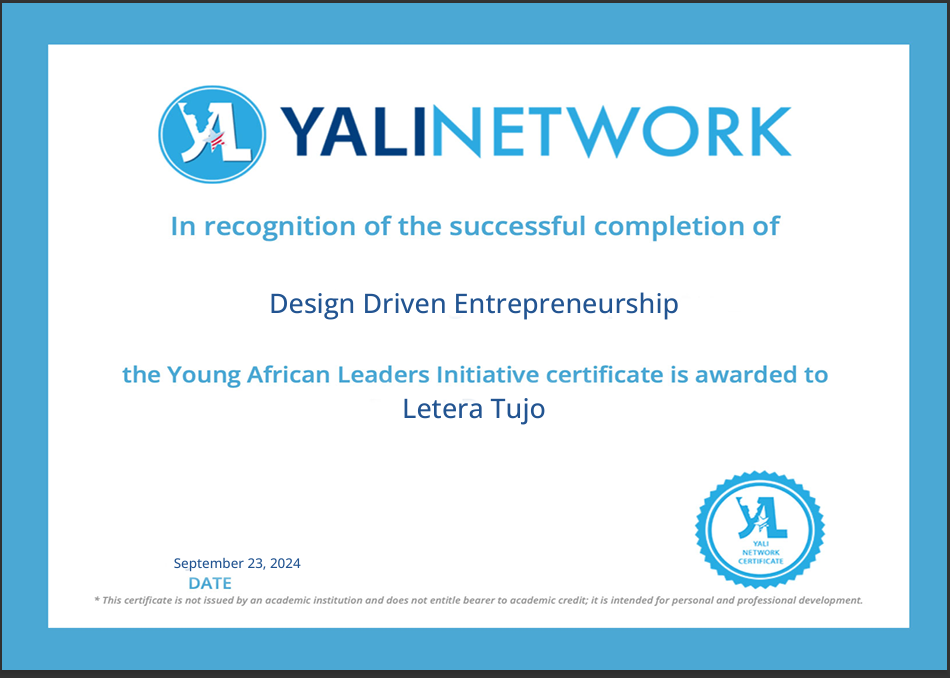 YALINETWORK
In recognition of the successful completion of
Design Driven Entrepreneurship
the Young African Leaders Initiative certificate is awarded to
Letera Tujo
YALI
NETWORK
CERTIFICATE
September 23, 2024
DATE
* This certificate is not issued by an academic institution and does not entitle bearer to academic credit; it is intended for personal and professional development.